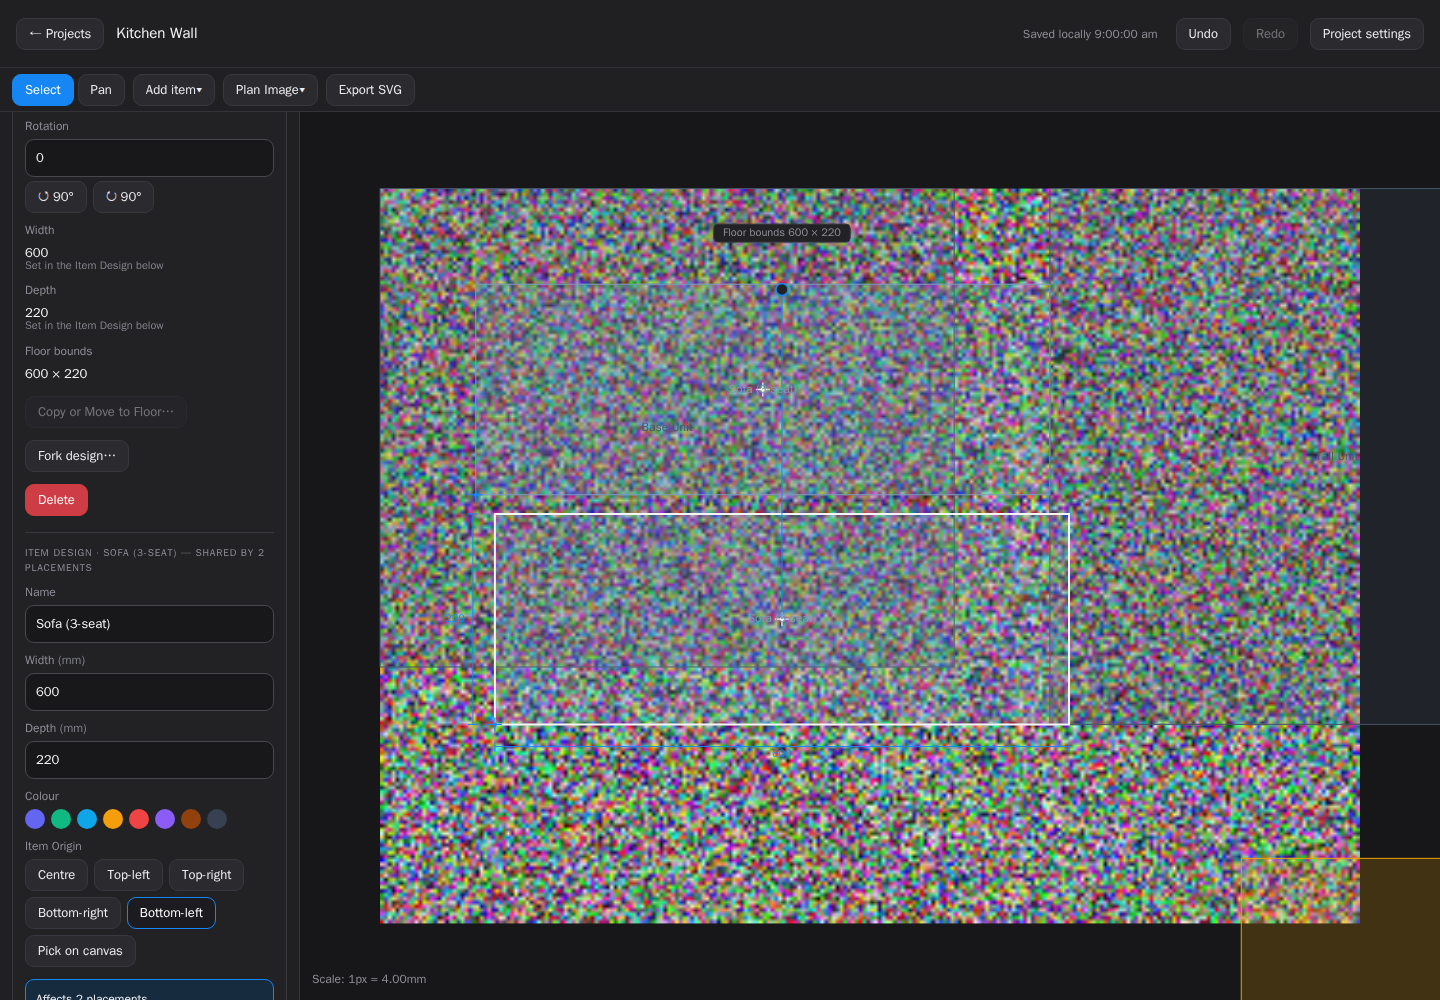 ← Projects
Kitchen Wall
Saved locally 9:00:00 am
Undo
Redo
Project settings
Select
Pan
Add item▾
Plan Image▾
Export SVG
Rotation
0
↺ 90°
↻ 90°
Width
600
Set in the Item Design below
Depth
220
Set in the Item Design below
Floor bounds
600 × 220
Copy or Move to Floor…
Fork design…
Delete
ITEM DESIGN · SOFA (3-SEAT) — SHARED BY 2
PLACEMENTS
Name
Sofa (3-seat)
Width (mm)
600
Depth (mm)
220
Colour
Item Origin
Centre
Top-left
Top-right
Bottom-right
Bottom-left
Pick on canvas
Affects 2 placements
Floor bounds 600 × 220
Base unit
Scale: 1px = 4.00mm